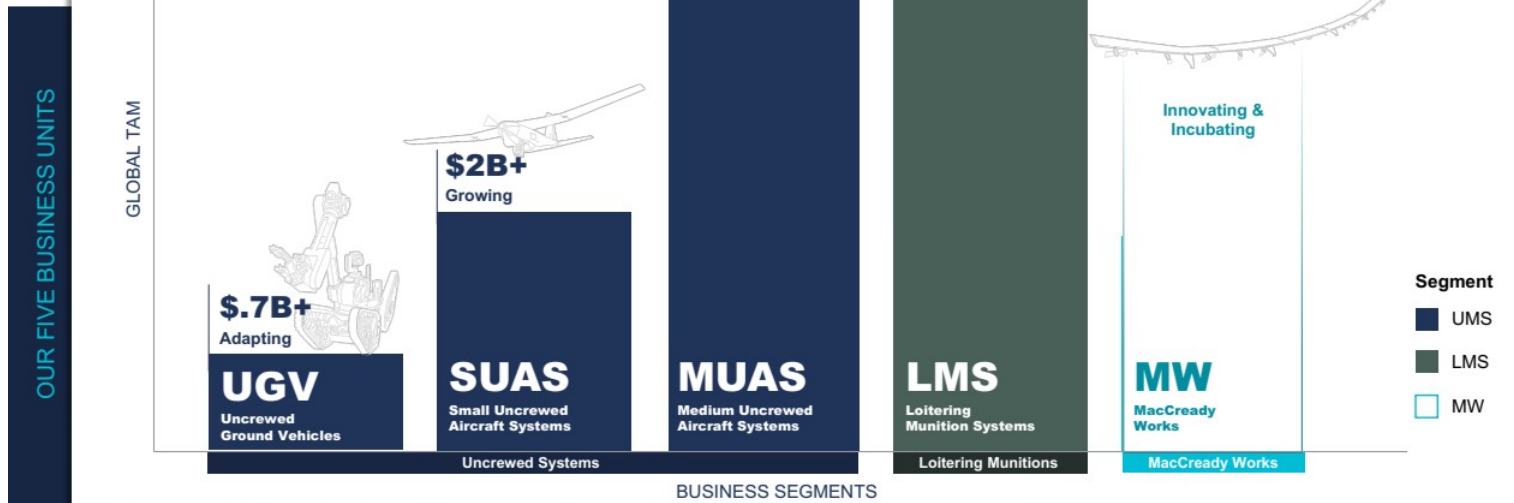 OUR FIVE BUSINESS UNITS
GLOBAL TAM
$.7B+
Adapting
UGV
Uncrewed
Ground Vehicles
$2B+
Growing
SUAS
Small Uncrewed
Aircraft Systems
MUAS
Medium Uncrewed
Aircraft Systems
Uncrewed Systems
LMS
Loitering
Munition Systems
Loitering Munitions
Innovating &
Incubating
MW
MacCready
Works
MacCready Works
BUSINESS SEGMENTS
Segment
UMS
LMS
MW